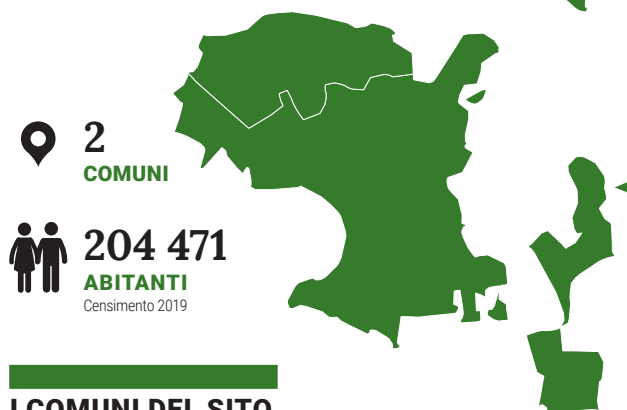 2
COMUNI
204 471
ABITANTI
Censimento 2019
I COMUNI DEL SITO